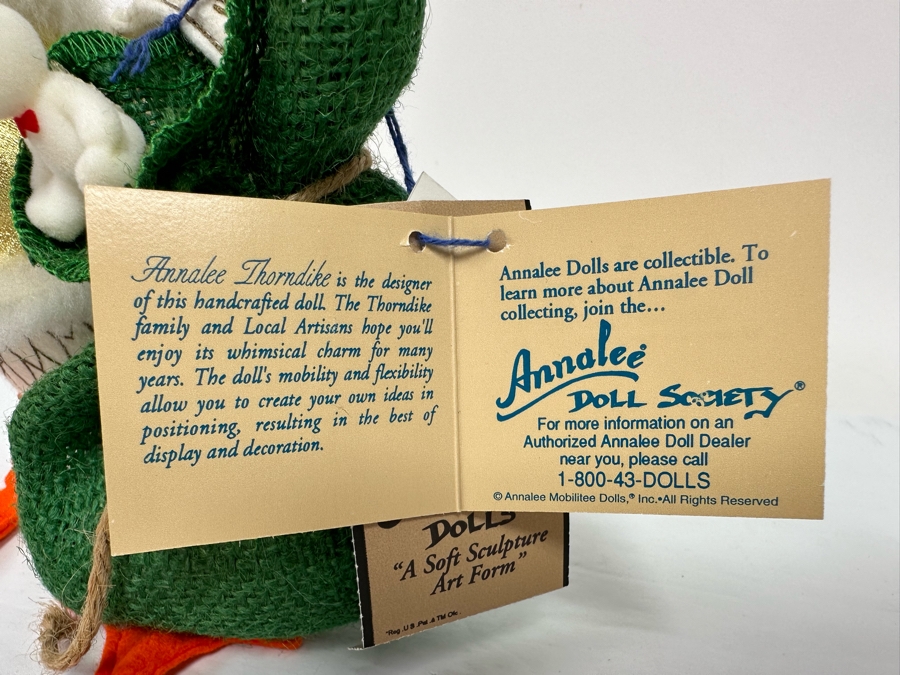 Annalee Thorndike is the designer
of this handcrafted doll. The Thorndike
family and Local Artisans hope you'll
enjoy its whimsical charm for many
years. The doll's mobility and flexibility
allow you to create your own ideas in
positioning, resulting in the best of
display and decoration.
Annalee Dolls are collectible. To
learn more about Annalee Doll
collecting, join the...
Annalee
DOLL SOCIETY®
For more information on an
Authorized Annalee Doll Dealer
near you, please call
1-800-43-DOLLS
© Annalee Mobilitee Dolls,® Inc.•All Rights Reserved
DOLLS
"A Soft Sculpture
Art Form"
*Reg. U.S. Pat. & TM Ofc.